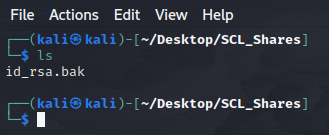 File Actions Edit View Help
┌──(kali㉿kali)-[~/Desktop/SCL_Shares]
└─$ ls
id_rsa.bak
┌──(kali㉿kali)-[~/Desktop/SCL_Shares]
└─$